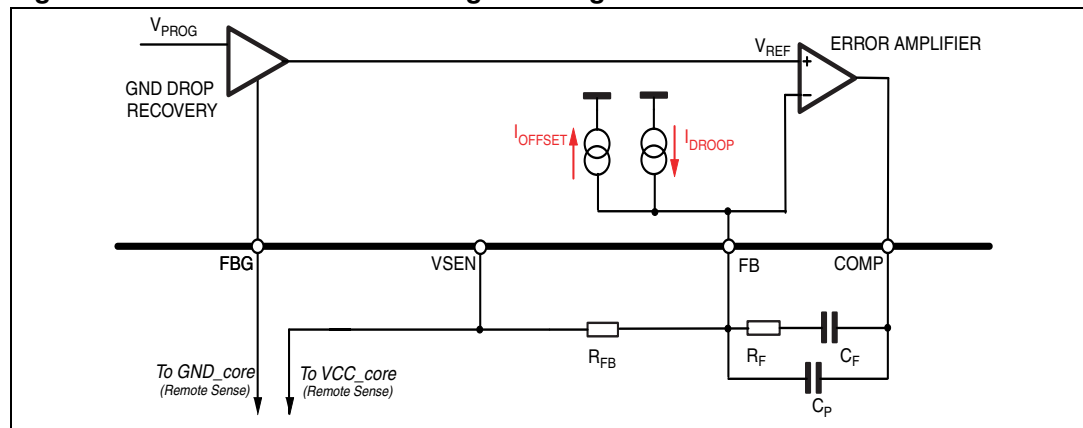 V_PROG
GND DROP
RECOVERY
V_REF
ERROR AMPLIFIER
+
−
I_OFFSET
I_DROOP
FBG
VSEN
FB
COMP
To GND_core
(Remote Sense)
To VCC_core
(Remote Sense)
R_FB
R_F
C_F
C_P